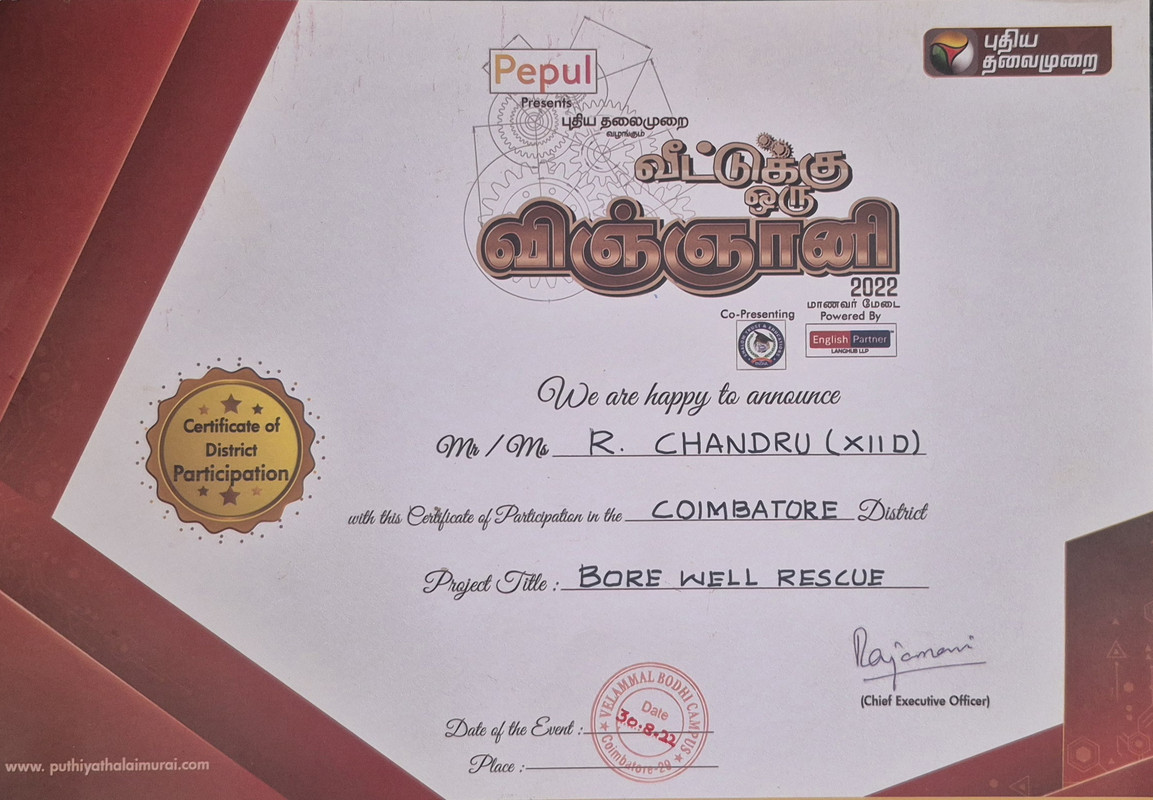 Pepul
Presents
புதிய தலைமுறை
வழங்கும்
வீட்டுக்கு
ஒரு
விஞ்ஞானி
2022
மாணவர் மேடை
புதிய
தலைமுறை
Co-Presenting
Powered By
English Partner
LANGHUB LLP
We are happy to announce
Mr / Ms R. CHANDRU (XII D)
Certificate of
District
Participation
with this Certificate of Participation in the COIMBATORE District
Project Title : BORE WELL RESCUE
Rajamani
(Chief Executive Officer)
VELAMMAL BODHI CAMPUS
Date
30.8.22
Coimbatore-29
Date of the Event :
Place :
www. puthiyathalaimurai.com